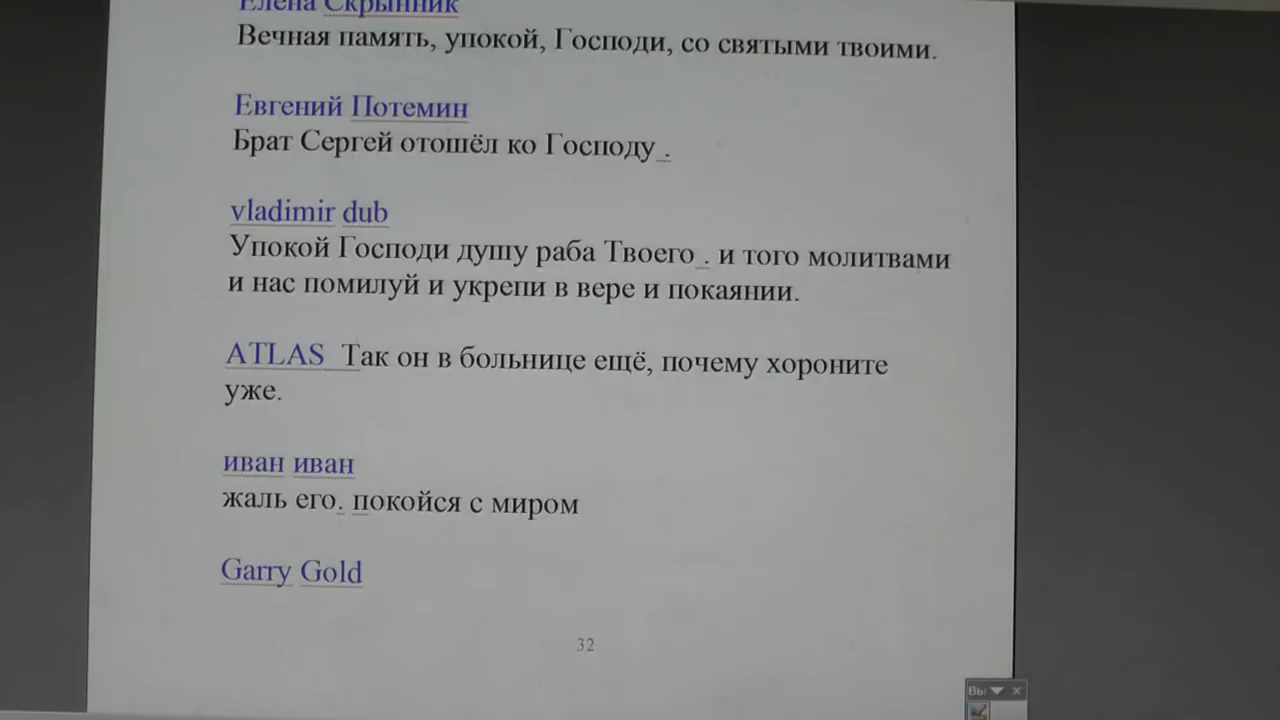 Елена Скрынник
Вечная память, упокой, Господи, со святыми твоими.
Евгений Потемин
Брат Сергей отошёл ко Господу .
vladimir dub
Упокой Господи душу раба Твоего . и того молитвами
и нас помилуй и укрепи в вере и покаянии.
ATLAS Так он в больнице ещё, почему хороните
уже.
иван иван
жаль его. покойся с миром
Garry Gold
32
Вы